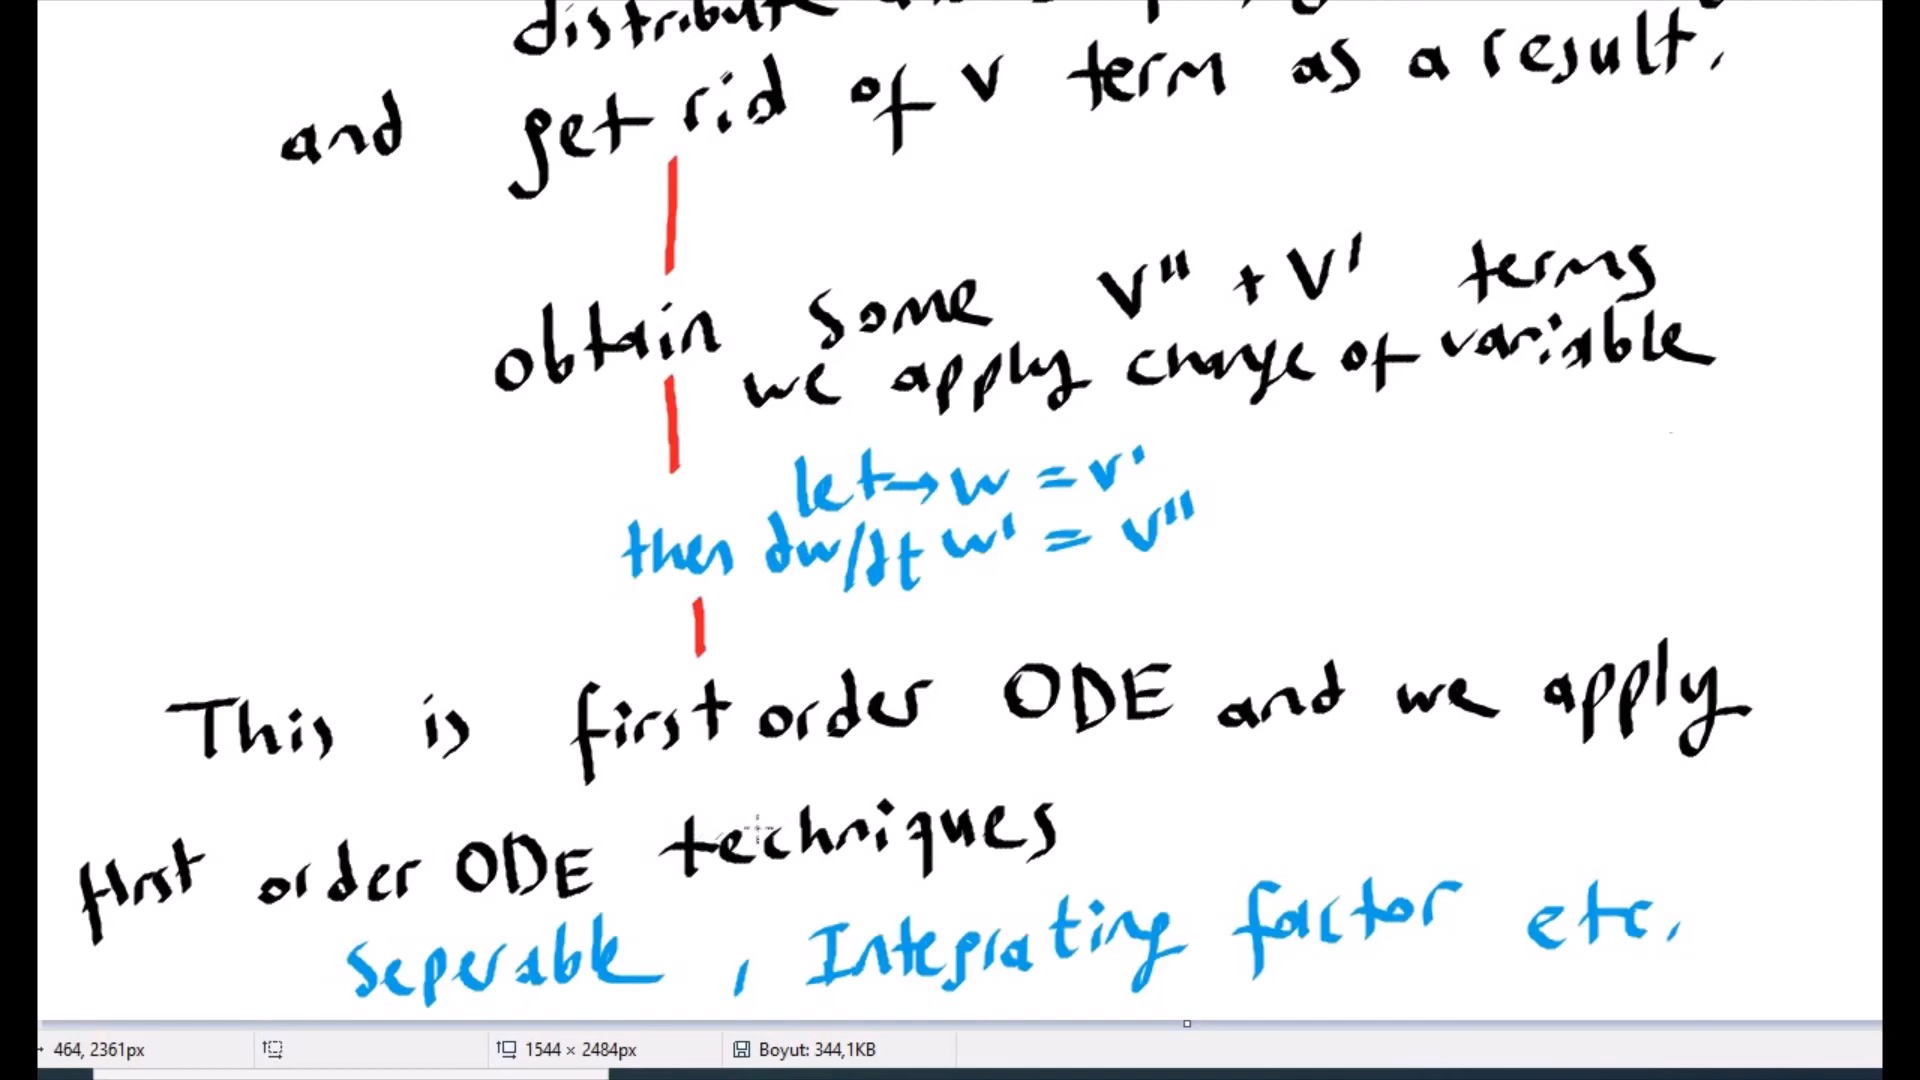 distribute
and get rid of v term as a result.
obtain some v" + v' terms
we apply change of variable
let→ w = v'
then dw/dt w' = v"
This is first order ODE and we apply
first order ODE techniques
seperable , Integrating factor etc.
464, 2361px 1544 × 2484px Boyut: 344,1KB